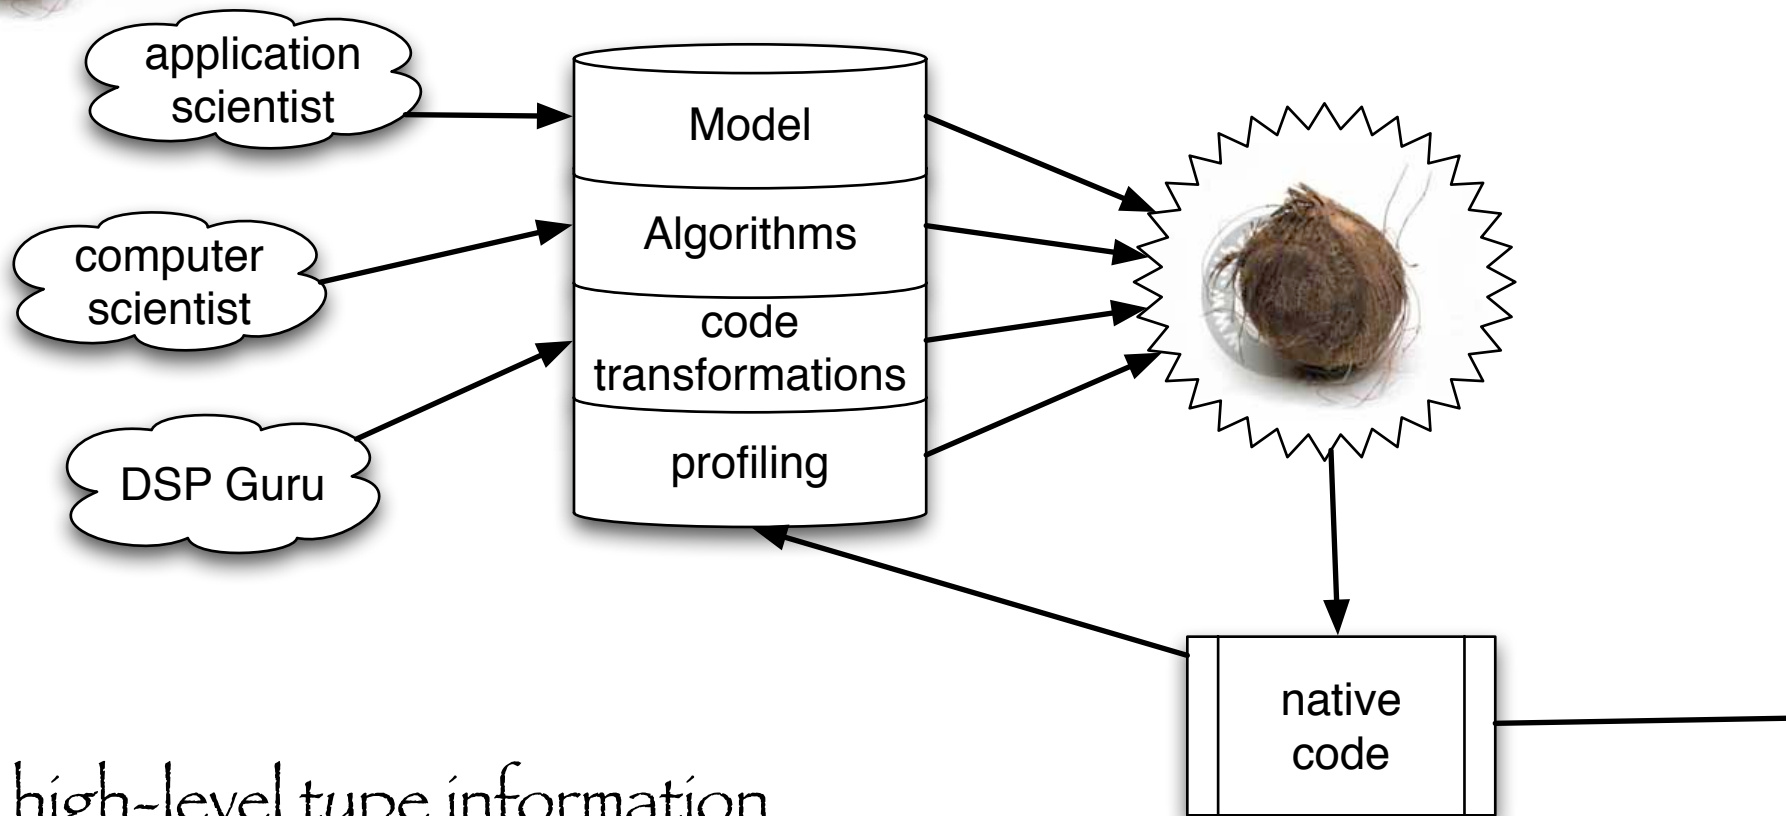 application
scientist
Model
computer
scientist
Algorithms
code
transformations
DSP Guru
profiling
native
code
high-level type information